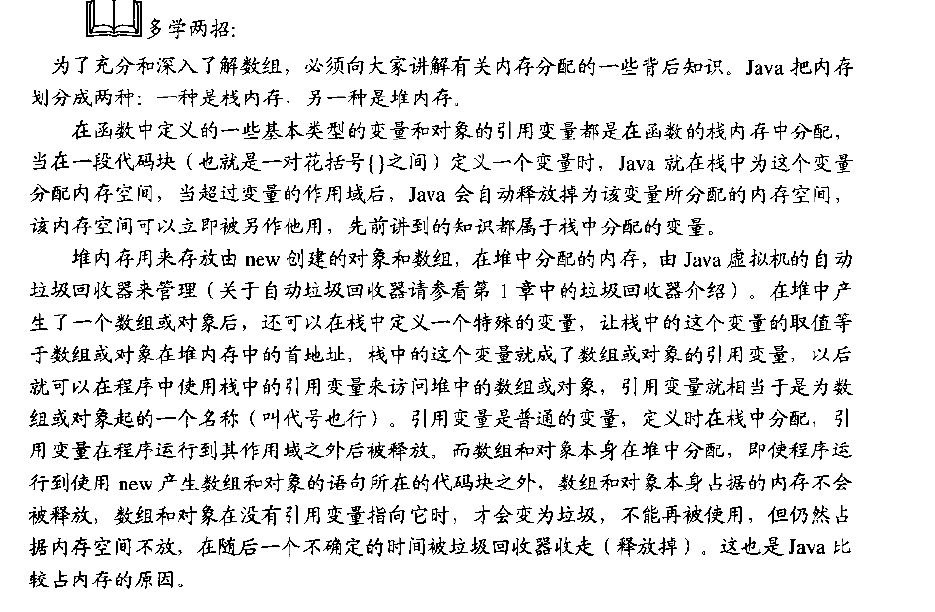 多学两招：
为了充分和深入了解数组，必须向大家讲解有关内存分配的一些背后知识。Java 把内存
划分成两种：一种是栈内存，另一种是堆内存。
在函数中定义的一些基本类型的变量和对象的引用变量都是在函数的栈内存中分配，
当在一段代码块（也就是一对花括号{}之间）定义一个变量时，Java 就在栈中为这个变量
分配内存空间，当超过变量的作用域后，Java 会自动释放掉为该变量所分配的内存空间，
该内存空间可以立即被另作他用，先前讲到的知识都属于栈中分配的变量。
堆内存用来存放由 new 创建的对象和数组，在堆中分配的内存，由 Java 虚拟机的自动
垃圾回收器来管理（关于自动垃圾回收器请参看第 1 章中的垃圾回收器介绍）。在堆中产
生了一个数组或对象后，还可以在栈中定义一个特殊的变量，让栈中的这个变量的取值等
于数组或对象在堆内存中的首地址，栈中的这个变量就成了数组或对象的引用变量，以后
就可以在程序中使用栈中的引用变量来访问堆中的数组或对象，引用变量就相当于是为数
组或对象起的一个名称（叫代号也行）。引用变量是普通的变量，定义时在栈中分配，引
用变量在程序运行到其作用域之外后被释放。而数组和对象本身在堆中分配，即使程序运
行到使用 new 产生数组和对象的语句所在的代码块之外，数组和对象本身占据的内存不会
被释放，数组和对象在没有引用变量指向它时，才会变为垃圾，不能再被使用，但仍然占
据内存空间不放，在随后一个不确定的时间被垃圾回收器收走（释放掉）。这也是 Java 比
较占内存的原因。